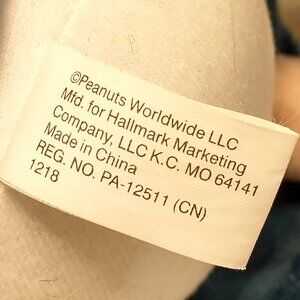 ©Peanuts Worldwide LLC
Mfd. for Hallmark Marketing
Company, LLC K.C. MO 64141
Made in China
REG. NO. PA-12511 (CN)
1218